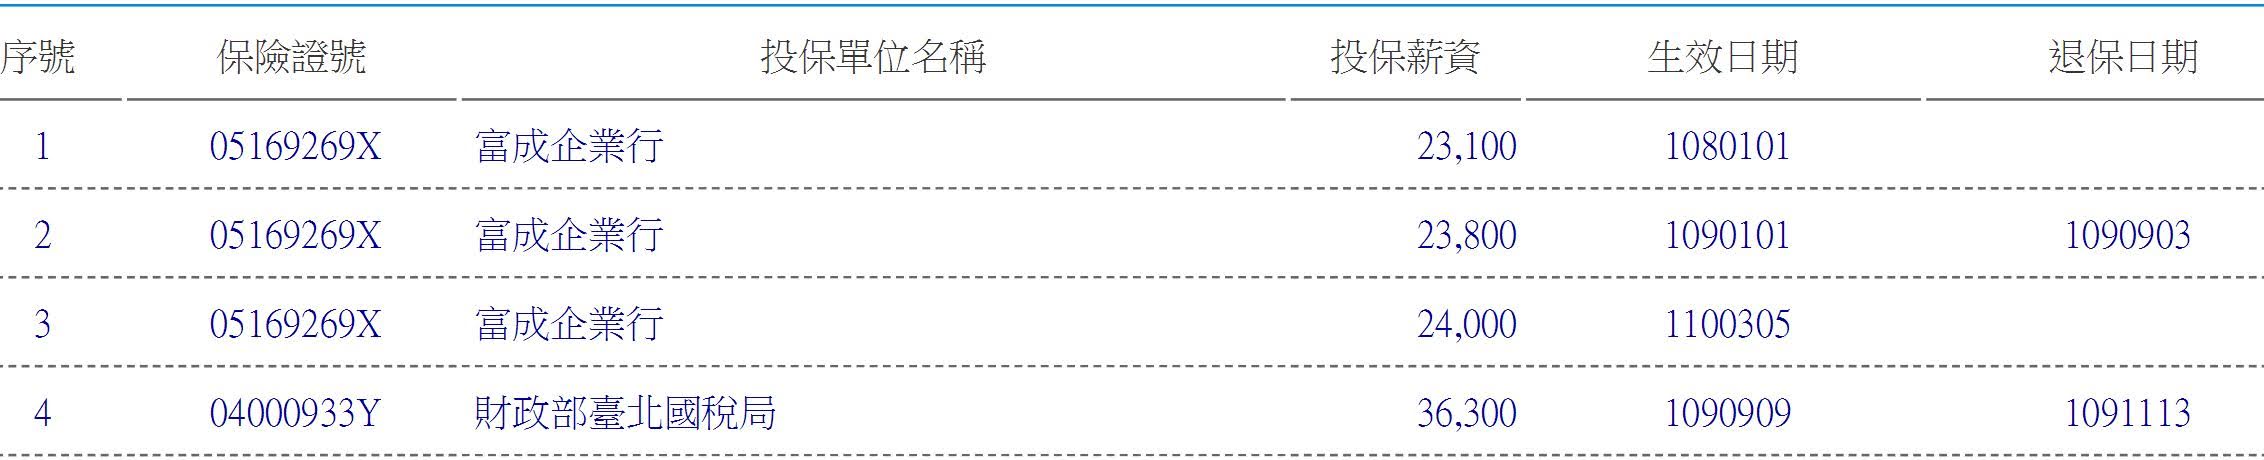 序號 保險證號 投保單位名稱 投保薪資 生效日期 退保日期
1 05169269X 富成企業行 23,100 1080101
2 05169269X 富成企業行 23,800 1090101 1090903
3 05169269X 富成企業行 24,000 1100305
4 04000933Y 財政部臺北國稅局 36,300 1090909 1091113